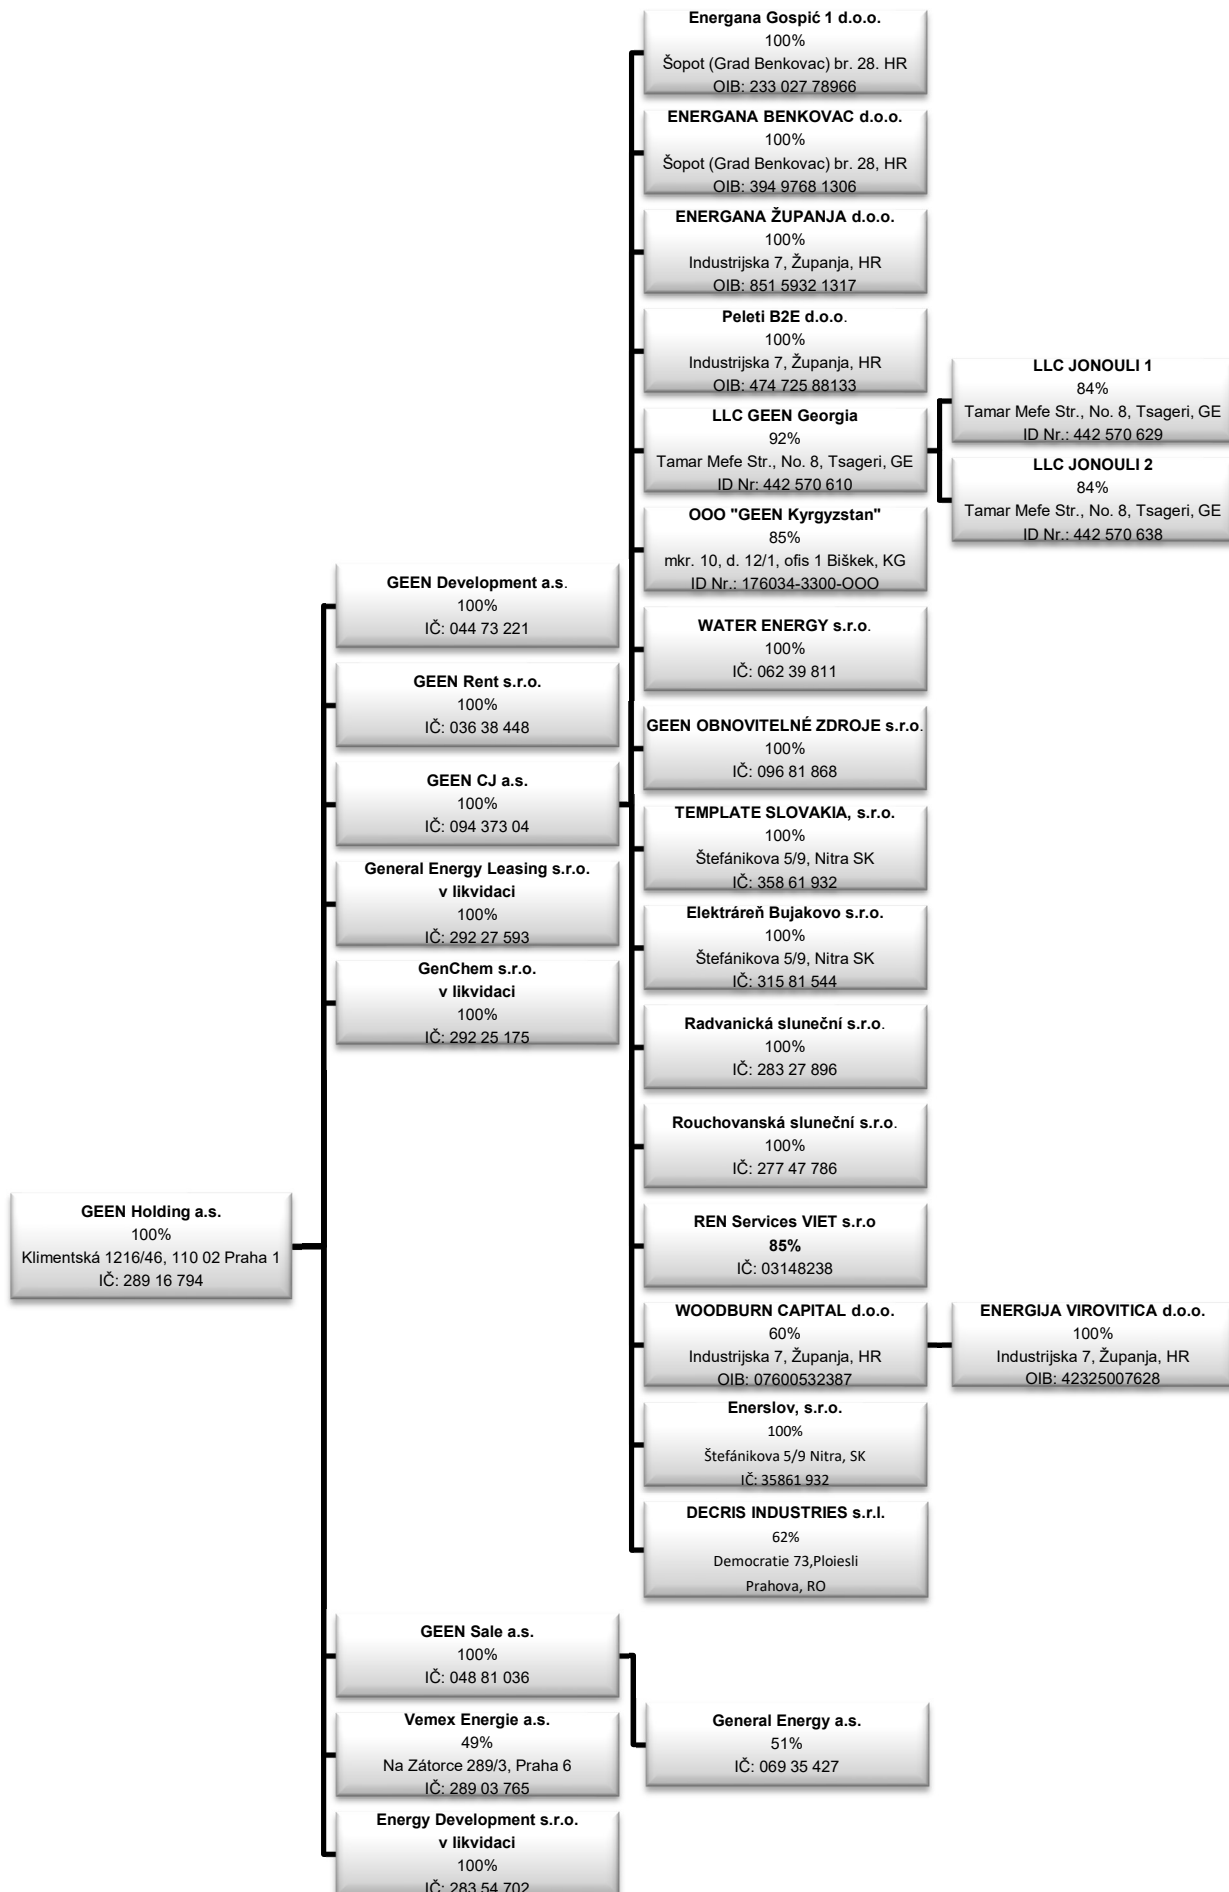 GEEN Holding a.s.
100%
Klimentská 1216/46, 110 02 Praha 1
IČ: 289 16 794
GEEN Development a.s.
100%
IČ: 044 73 221
GEEN Rent s.r.o.
100%
IČ: 036 38 448
GEEN CJ a.s.
100%
IČ: 094 373 04
General Energy Leasing s.r.o.
v likvidaci
100%
IČ: 292 27 593
GenChem s.r.o.
v likvidaci
100%
IČ: 292 25 175
GEEN Sale a.s.
100%
IČ: 048 81 036
Vemex Energie a.s.
49%
Na Zátorce 289/3, Praha 6
IČ: 289 03 765
Energy Development s.r.o.
v likvidaci
100%
IČ: 283 54 702
Energana Gospić 1 d.o.o.
100%
Šopot (Grad Benkovac) br. 28. HR
OIB: 233 027 78966
ENERGANA BENKOVAC d.o.o.
100%
Šopot (Grad Benkovac) br. 28, HR
OIB: 394 9768 1306
ENERGANA ŽUPANJA d.o.o.
100%
Industrijska 7, Županja, HR
OIB: 851 5932 1317
Peleti B2E d.o.o.
100%
Industrijska 7, Županja, HR
OIB: 474 725 88133
LLC GEEN Georgia
92%
Tamar Mefe Str., No. 8, Tsageri, GE
ID Nr: 442 570 610
OOO "GEEN Kyrgyzstan"
85%
mkr. 10, d. 12/1, ofis 1 Biškek, KG
ID Nr.: 176034-3300-OOO
WATER ENERGY s.r.o.
100%
IČ: 062 39 811
GEEN OBNOVITELNÉ ZDROJE s.r.o.
100%
IČ: 096 81 868
TEMPLATE SLOVAKIA, s.r.o.
100%
Štefánikova 5/9, Nitra SK
IČ: 358 61 932
Elektráreň Bujakovo s.r.o.
100%
Štefánikova 5/9, Nitra SK
IČ: 315 81 544
Radvanická sluneční s.r.o.
100%
IČ: 283 27 896
Rouchovanská sluneční s.r.o.
100%
IČ: 277 47 786
REN Services VIET s.r.o
85%
IČ: 03148238
WOODBURN CAPITAL d.o.o.
60%
Industrijska 7, Županja, HR
OIB: 07600532387
Enerslov, s.r.o.
100%
Štefánikova 5/9 Nitra, SK
IČ: 35861 932
DECRIS INDUSTRIES s.r.l.
62%
Democratie 73,Ploiesli
Prahova, RO
General Energy a.s.
51%
IČ: 069 35 427
LLC JONOULI 1
84%
Tamar Mefe Str., No. 8, Tsageri, GE
ID Nr.: 442 570 629
LLC JONOULI 2
84%
Tamar Mefe Str., No. 8, Tsageri, GE
ID Nr.: 442 570 638
ENERGIJA VIROVITICA d.o.o.
100%
Industrijska 7, Županja, HR
OIB: 42325007628